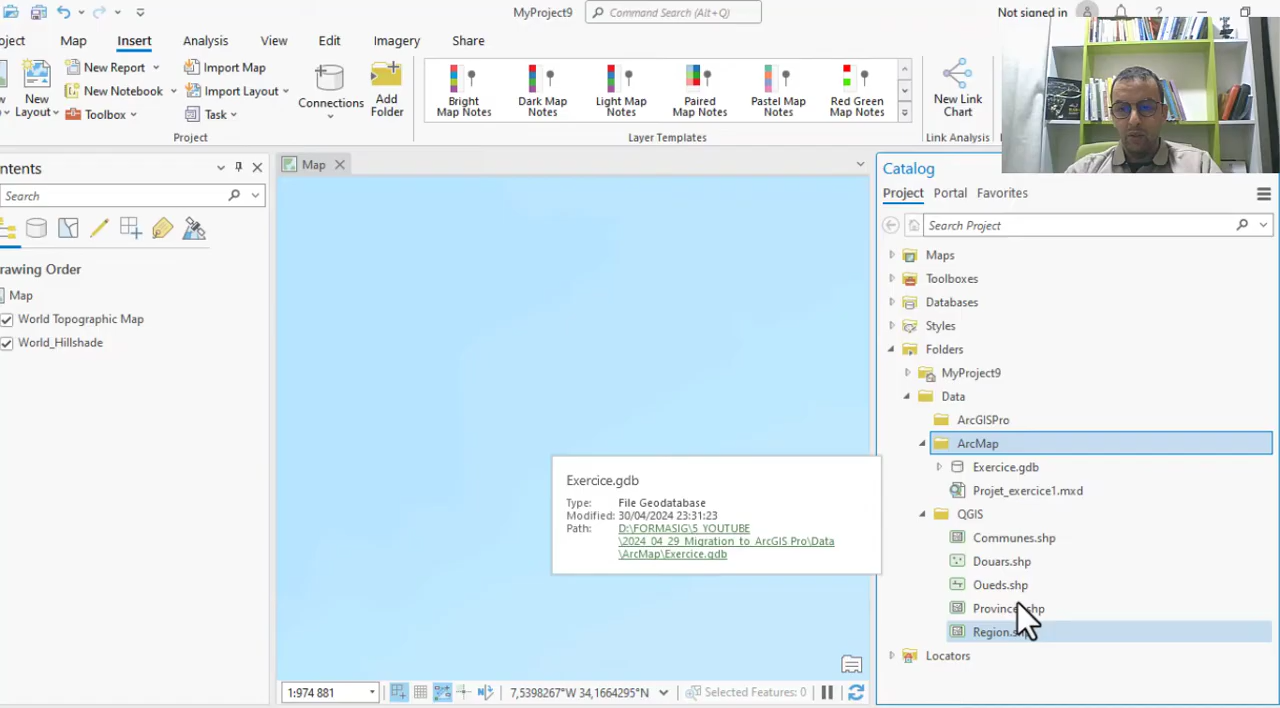 MyProject9
Command Search (Alt+Q)
Not signed in
?
oject
Map
Insert
Analysis
View
Edit
Imagery
Share
New
Layout
New Report
New Notebook
Toolbox
Import Map
Import Layout
Task
Connections
Add
Folder
Bright
Map Notes
Dark Map
Notes
Light Map
Notes
Paired
Map Notes
Pastel Map
Notes
Red Green
Map Notes
New Link
Chart
Project
Layer Templates
Link Analysis
ntents
Search
rawing Order
Map
World Topographic Map
World_Hillshade
Map
Exercice.gdb
Type: File Geodatabase
Modified: 30/04/2024 23:31:23
Path: D:\FORMASIG\5_YOUTUBE
\2024_04_29_Migration_to_ArcGIS Pro\Data
\ArcMap\Exercice.gdb
1:974 881
7,5398267°W 34,1664295°N
Selected Features: 0
Catalog
Project
Portal
Favorites
Search Project
Maps
Toolboxes
Databases
Styles
Folders
MyProject9
Data
ArcGISPro
ArcMap
Exercice.gdb
Projet_exercice1.mxd
QGIS
Communes.shp
Douars.shp
Oueds.shp
Locators